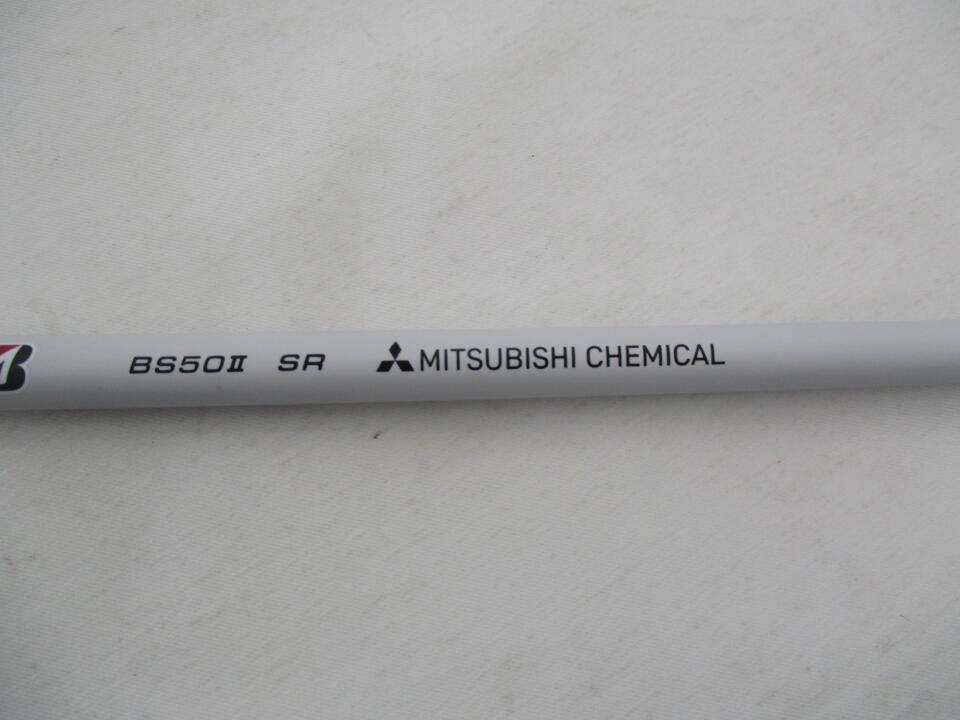 BS50Ⅱ SR MITSUBISHI CHEMICAL